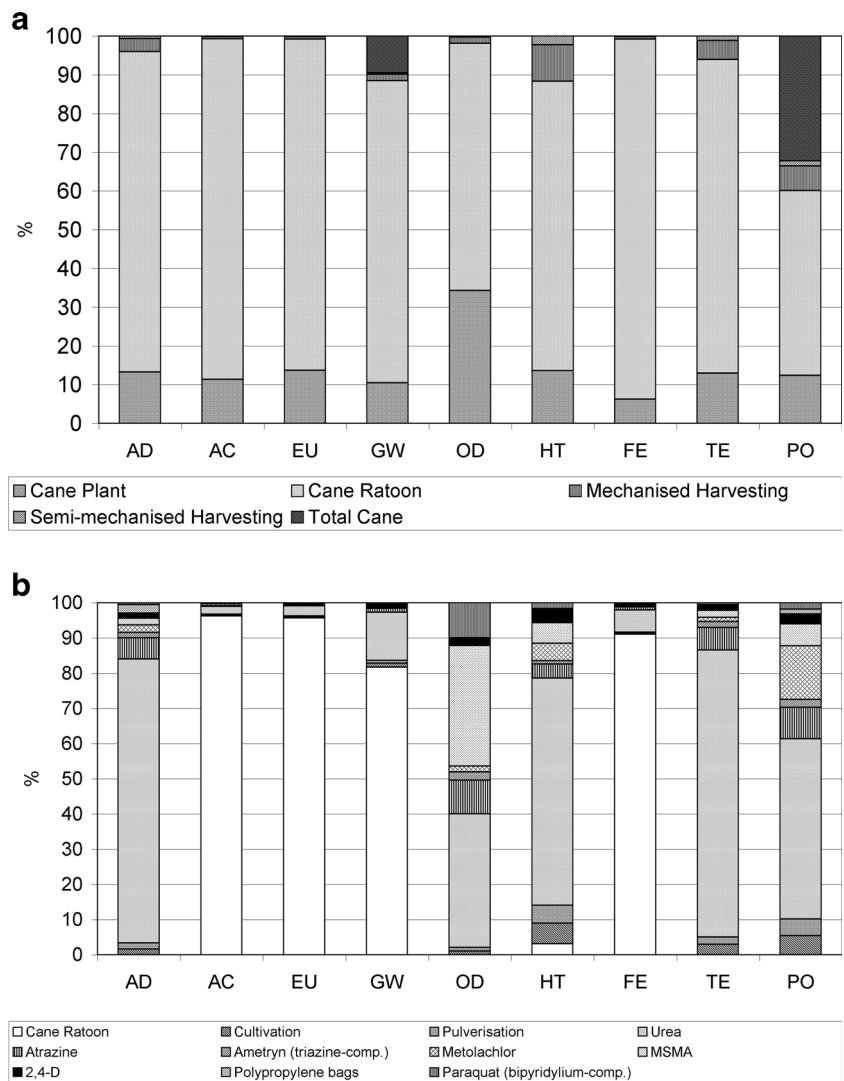 a
100
90
80
70
60
50
40
30
20
10
0
%
AD AC EU GW OD HT FE TE PO
Cane Plant Cane Ratoon Mechanised Harvesting
Semi-mechanised Harvesting Total Cane
b
100
90
80
70
60
50
40
30
20
10
0
%
AD AC EU GW OD HT FE TE PO
Cane Ratoon Cultivation Pulverisation Urea
Atrazine Ametryn (triazine-comp.) Metolachlor MSMA
2,4-D Polypropylene bags Paraquat (bipyridylium-comp.)